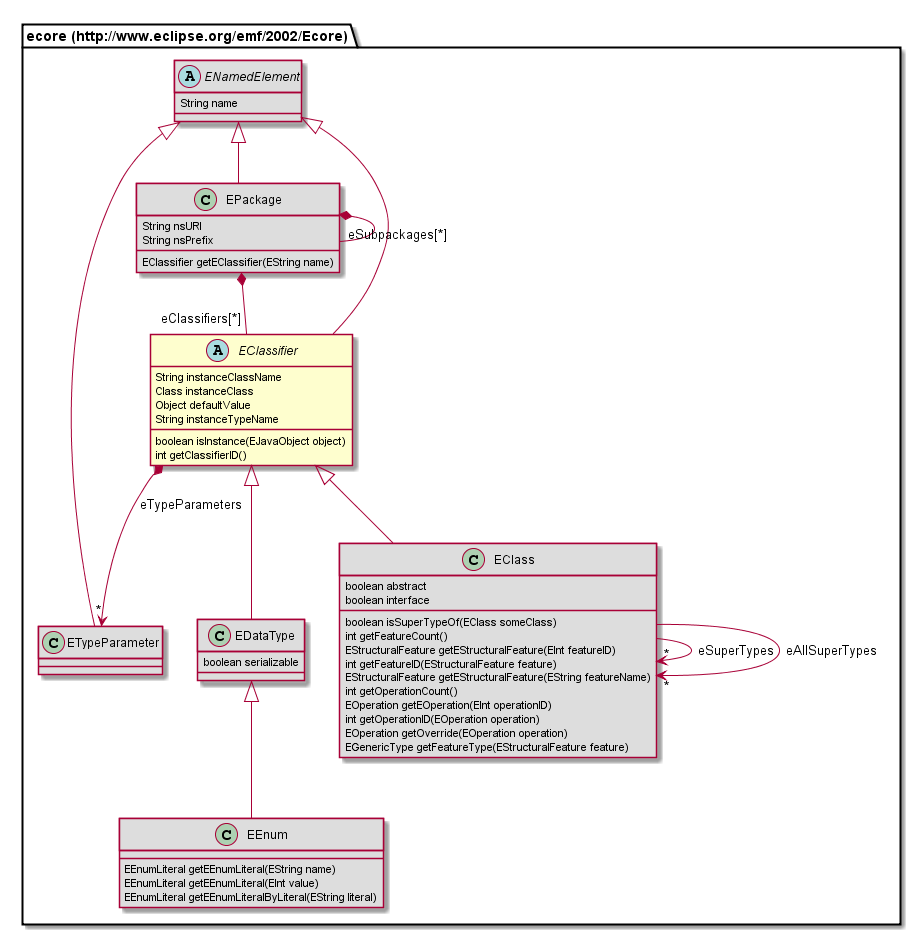 ecore (http://www.eclipse.org/emf/2002/Ecore)
A ENamedElement
String name
C EPackage
String nsURI
String nsPrefix
EClassifier getEClassifier(EString name)
eSubpackages[*]
eClassifiers[*]
A EClassifier
String instanceClassName
Class instanceClass
Object defaultValue
String instanceTypeName
boolean isInstance(EJavaObject object)
int getClassifierID()
eTypeParameters
*
C ETypeParameter
C EDataType
boolean serializable
C EClass
boolean abstract
boolean interface
boolean isSuperTypeOf(EClass someClass)
int getFeatureCount()
EStructuralFeature getEStructuralFeature(EInt featureID)
int getFeatureID(EStructuralFeature feature)
EStructuralFeature getEStructuralFeature(EString featureName)
int getOperationCount()
EOperation getEOperation(EInt operationID)
int getOperationID(EOperation operation)
EOperation getOverride(EOperation operation)
EGenericType getFeatureType(EStructuralFeature feature)
*
eSuperTypes
eAllSuperTypes
*
C EEnum
EEnumLiteral getEEnumLiteral(EString name)
EEnumLiteral getEEnumLiteral(EInt value)
EEnumLiteral getEEnumLiteralByLiteral(EString literal)